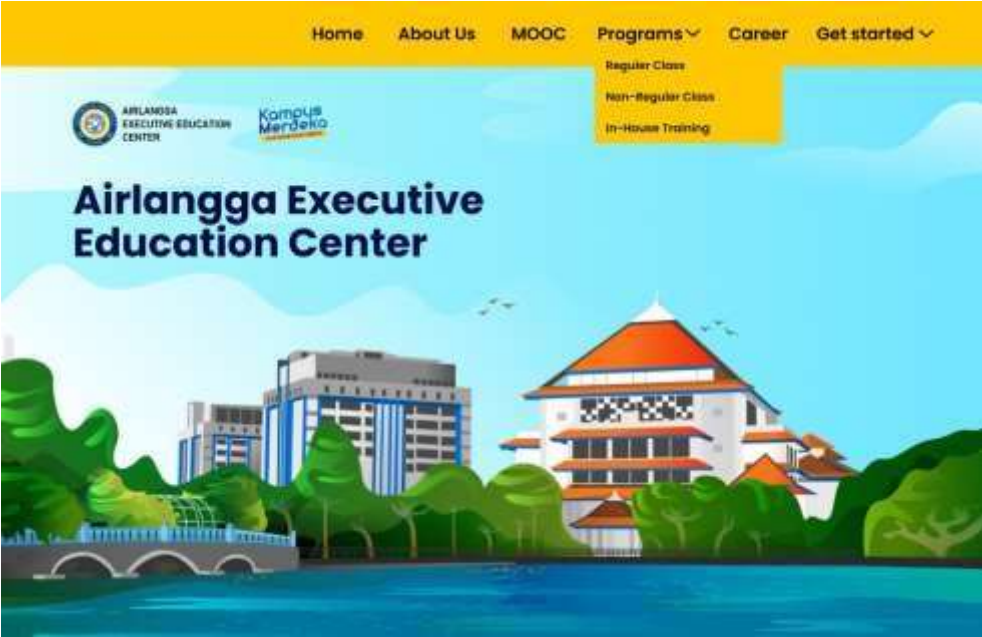 Home About Us MOOC Programs Career Get started
Reguler Class
Non-Reguler Class
In-House Training
AIRLANGGA
EXECUTIVE EDUCATION
CENTER
Kampus
Merdeka
Airlangga Executive
Education Center